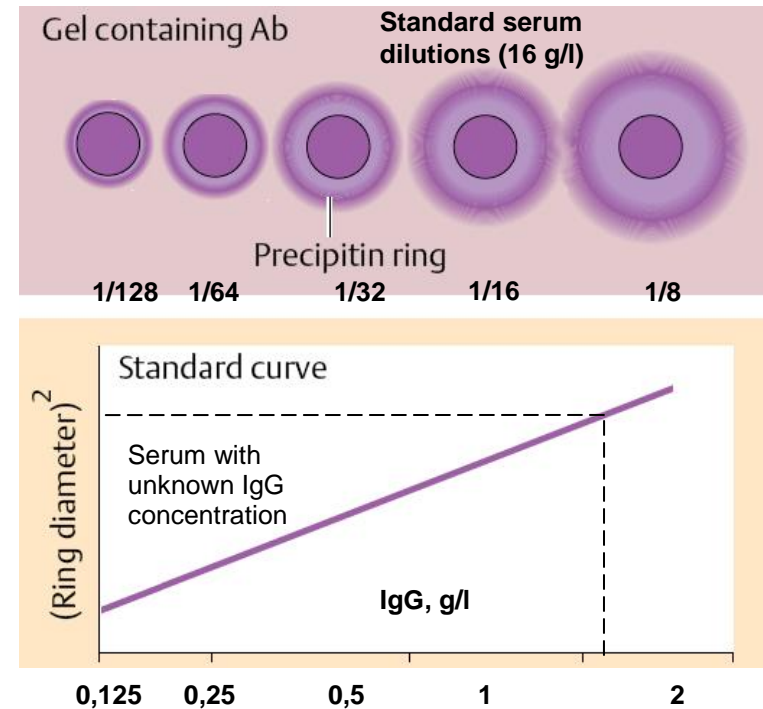 Gel containing Ab
Standard serum
dilutions (16 g/l)
Precipitin ring
1/128 1/64 1/32 1/16 1/8
Standard curve
(Ring diameter)2
Serum with
unknown IgG
concentration
IgG, g/l
0,125 0,25 0,5 1 2